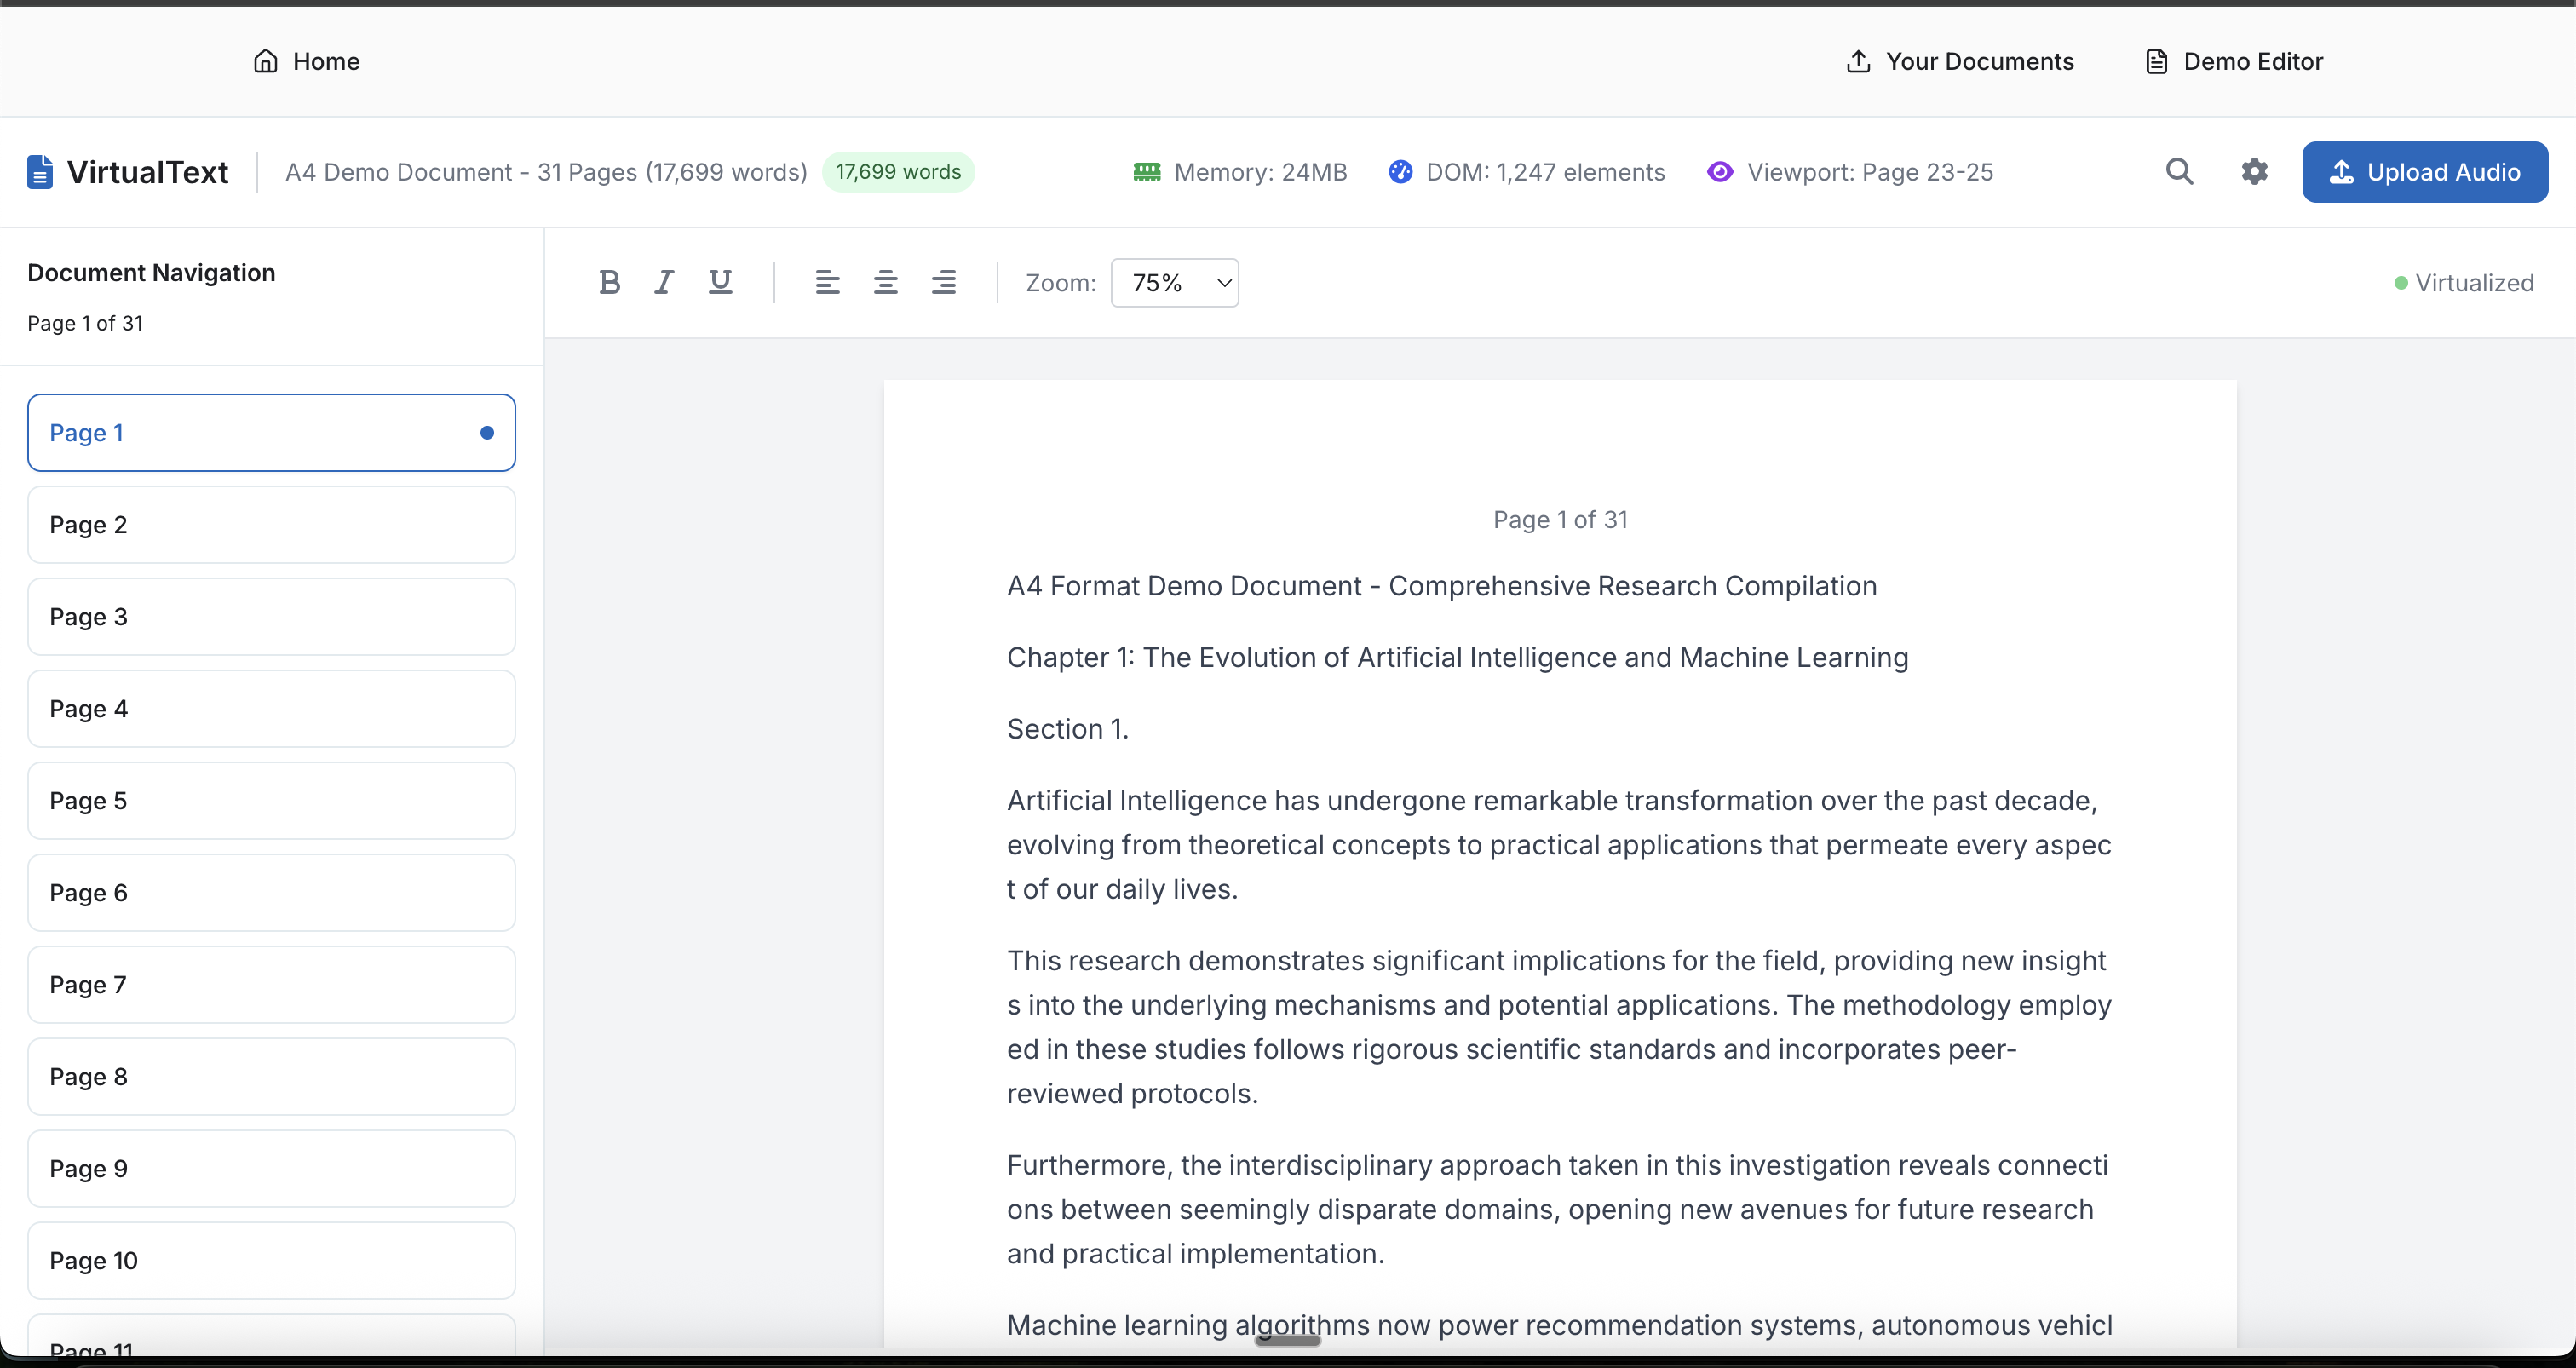 Home
Your Documents
Demo Editor
VirtualText
A4 Demo Document - 31 Pages (17,699 words)
17,699 words
Memory: 24MB
DOM: 1,247 elements
Viewport: Page 23-25
Upload Audio
Document Navigation
Page 1 of 31
Page 1
Page 2
Page 3
Page 4
Page 5
Page 6
Page 7
Page 8
Page 9
Page 10
Page 11
B I U
Zoom:
75%
Virtualized
Page 1 of 31
A4 Format Demo Document - Comprehensive Research Compilation
Chapter 1: The Evolution of Artificial Intelligence and Machine Learning
Section 1.
Artificial Intelligence has undergone remarkable transformation over the past decade,
evolving from theoretical concepts to practical applications that permeate every aspec
t of our daily lives.
This research demonstrates significant implications for the field, providing new insight
s into the underlying mechanisms and potential applications. The methodology employ
ed in these studies follows rigorous scientific standards and incorporates peer-
reviewed protocols.
Furthermore, the interdisciplinary approach taken in this investigation reveals connecti
ons between seemingly disparate domains, opening new avenues for future research
and practical implementation.
Machine learning algorithms now power recommendation systems, autonomous vehicl